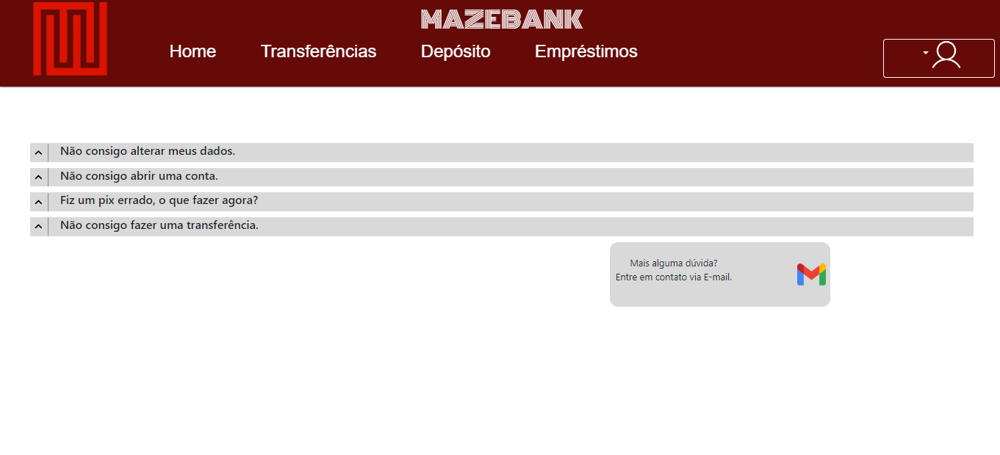 MAZEBANK
Home Transferências Depósito Empréstimos
Não consigo alterar meus dados.
Não consigo abrir uma conta.
Fiz um pix errado, o que fazer agora?
Não consigo fazer uma transferência.
Mais alguma dúvida?
Entre em contato via E-mail.